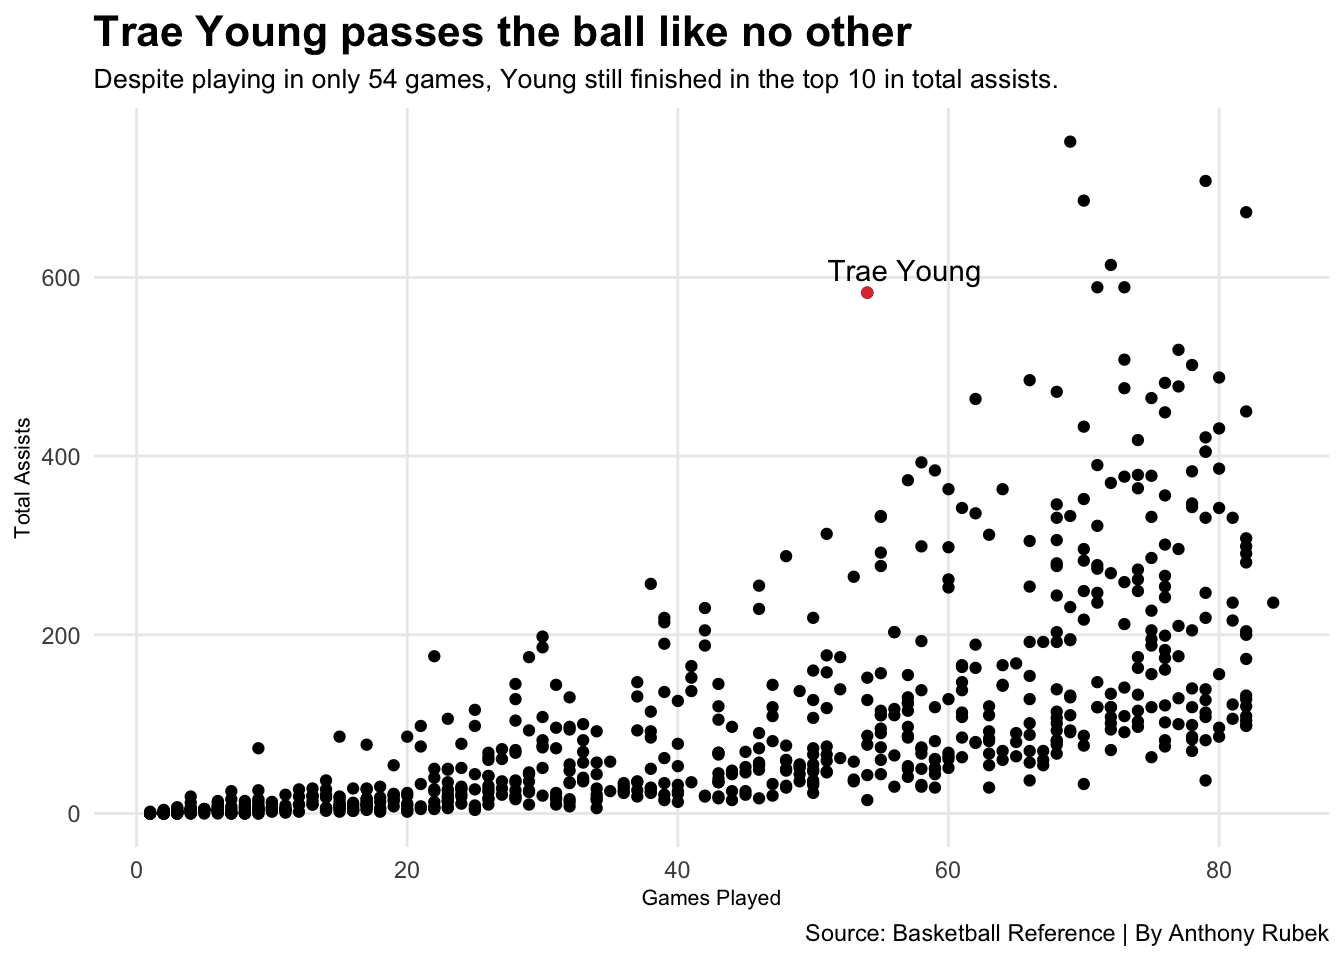 Trae Young passes the ball like no other
Despite playing in only 54 games, Young still finished in the top 10 in total assists.
Trae Young
600
400
200
0
Total Assists
0 20 40 60 80
Games Played
Source: Basketball Reference | By Anthony Rubek